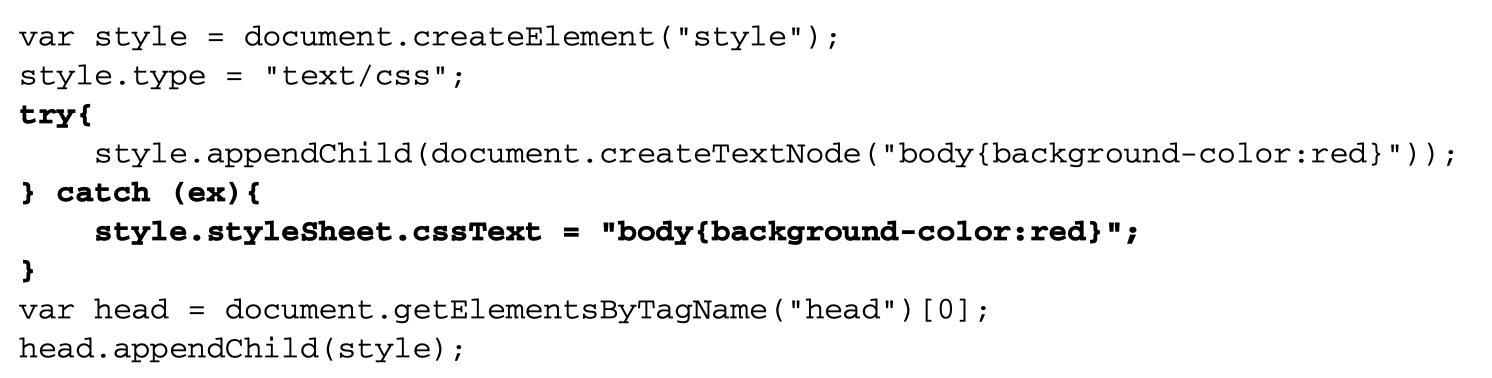 var style = document.createElement("style");
style.type = "text/css";
try{
    style.appendChild(document.createTextNode("body{background-color:red}"));
} catch (ex){
    style.styleSheet.cssText = "body{background-color:red}";
}
var head = document.getElementsByTagName("head")[0];
head.appendChild(style);